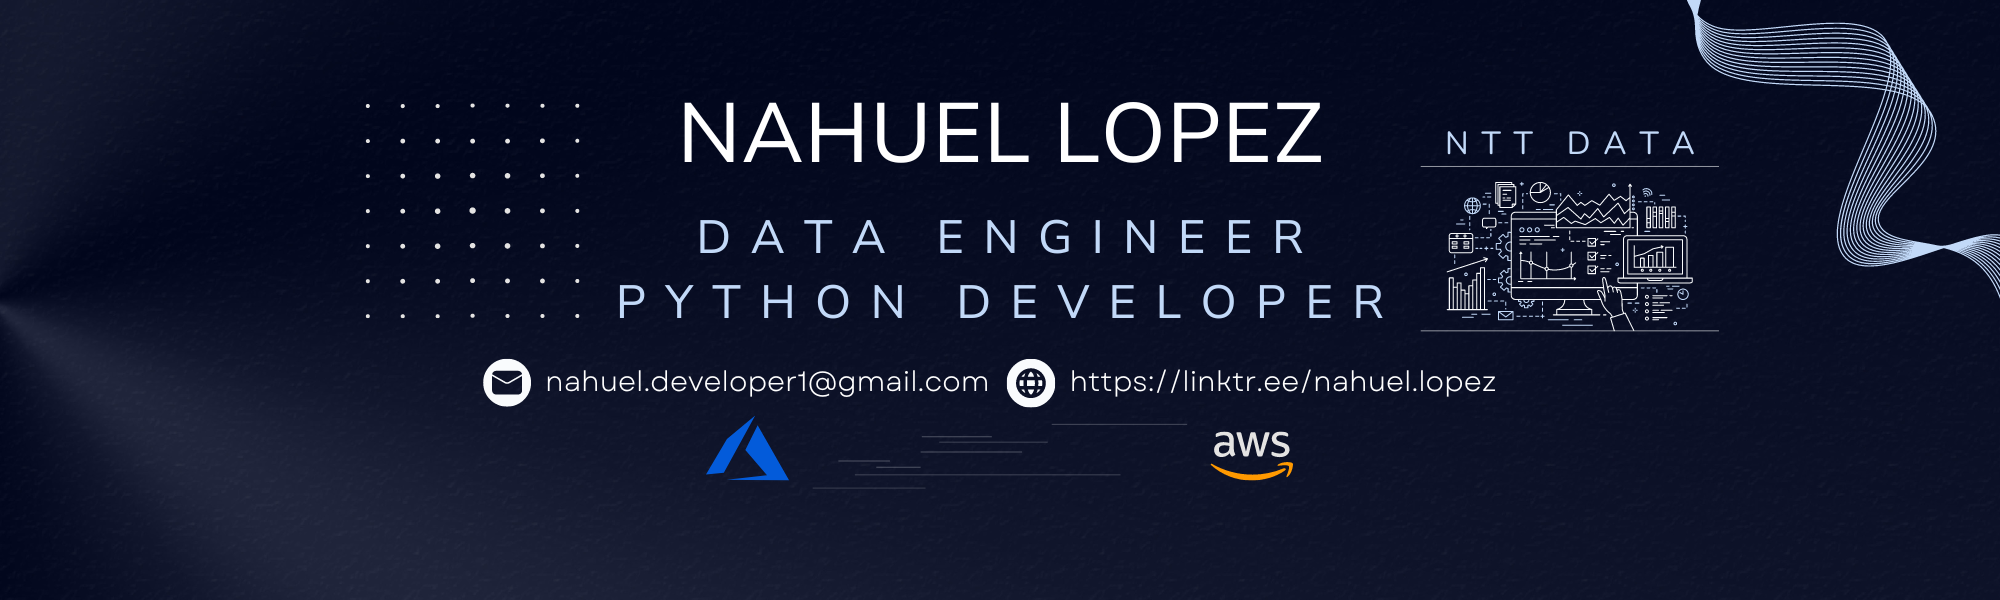 NAHUEL LOPEZ
NTT DATA
DATA ENGINEER
PYTHON DEVELOPER
nahuel.developer1@gmail.com https://linktr.ee/nahuel.lopez
aws